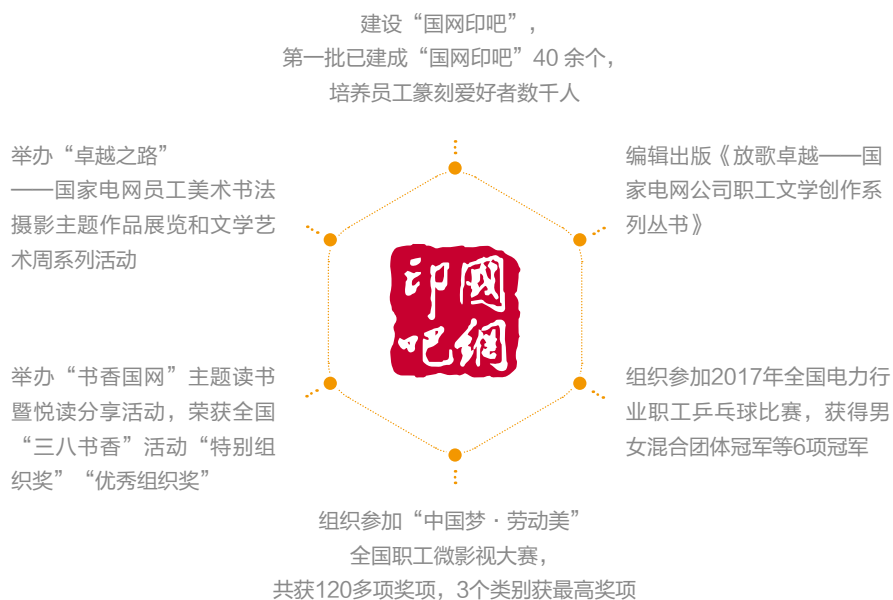 建设“国网印吧”，
第一批已建成“国网印吧”40 余个，
培养员工篆刻爱好者数千人
举办“卓越之路”
——国家电网员工美术书法
摄影主题作品展览和文学艺
术周系列活动
编辑出版《放歌卓越——国
家电网公司职工文学创作系
列丛书》
國網
印吧
举办“书香国网”主题读书
暨悦读分享活动，荣获全国
“三八书香”活动“特别组
织奖”“优秀组织奖”
组织参加2017年全国电力行
业职工乒乓球比赛，获得男
女混合团体冠军等6项冠军
组织参加“中国梦·劳动美”
全国职工微影视大赛，
共获120多项奖项，3个类别获最高奖项